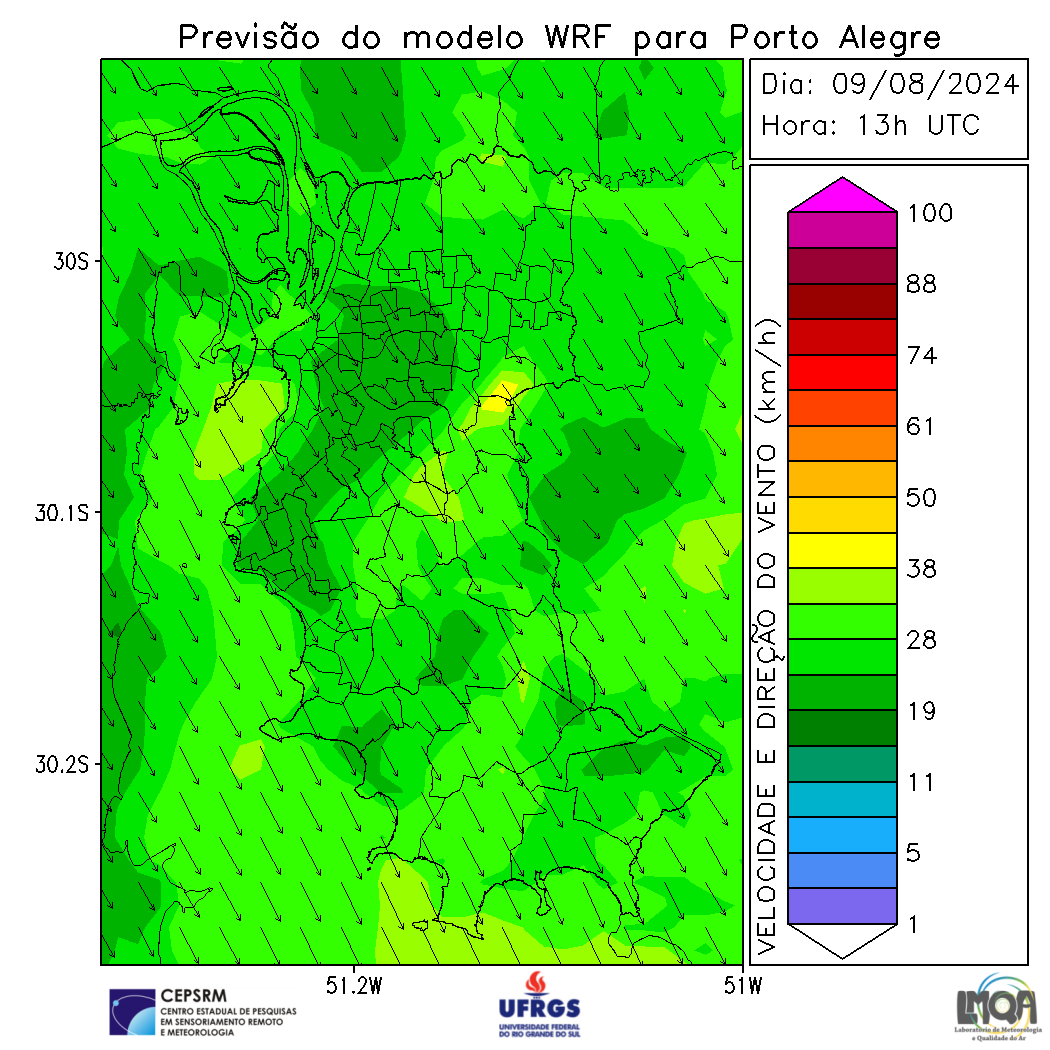 Previsão do modelo WRF para Porto Alegre
Dia: 09/08/2024
Hora: 13h UTC
30S
30.1S
30.2S
51.2W
51W
VELOCIDADE E DIREÇÃO DO VENTO (km/h)
100
88
74
61
50
38
28
19
11
5
1
CEPSRM
CENTRO ESTADUAL DE PESQUISAS
EM SENSORIAMENTO REMOTO
E METEOROLOGIA
UFRGS
UNIVERSIDADE FEDERAL
DO RIO GRANDE DO SUL
LMQA
Laboratório de Meteorologia
e Qualidade do Ar